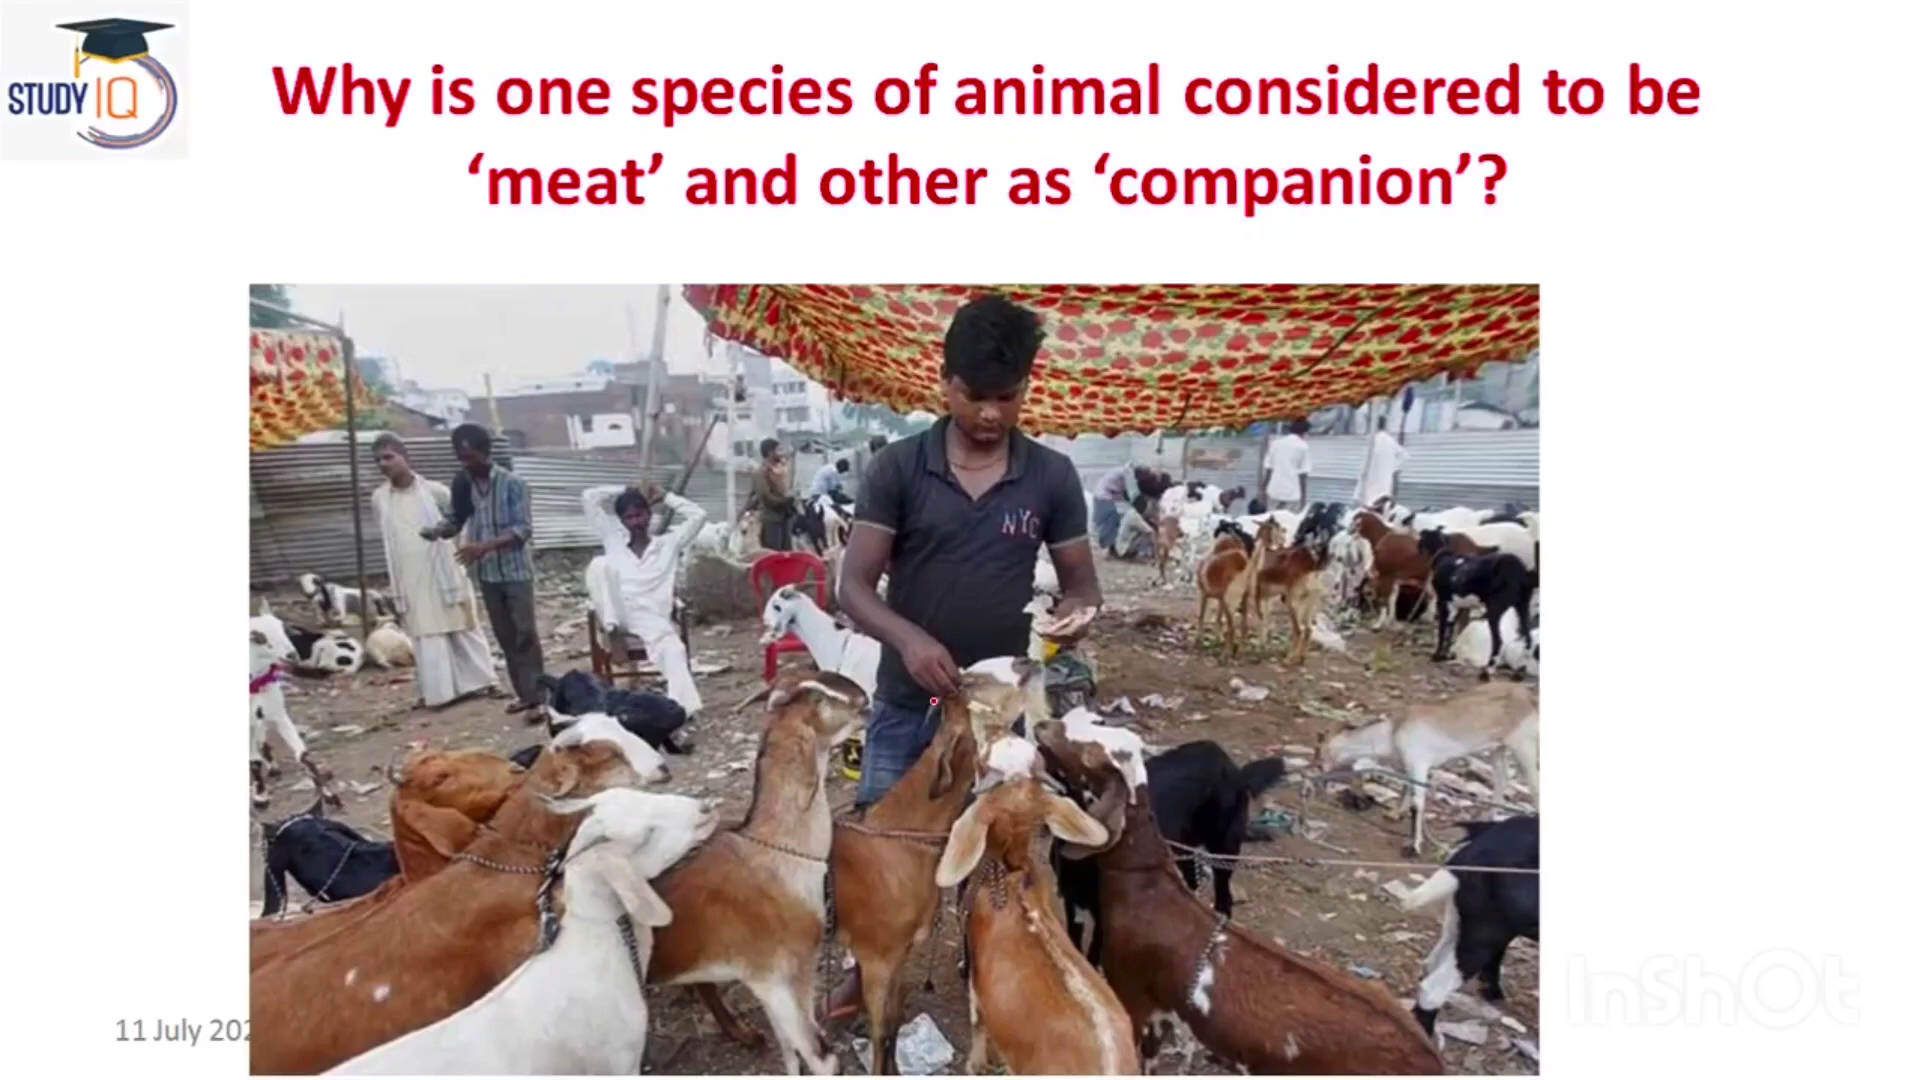 STUDY IQ
Why is one species of animal considered to be
‘meat’ and other as ‘companion’?
NYC
11 July 202
InShOt